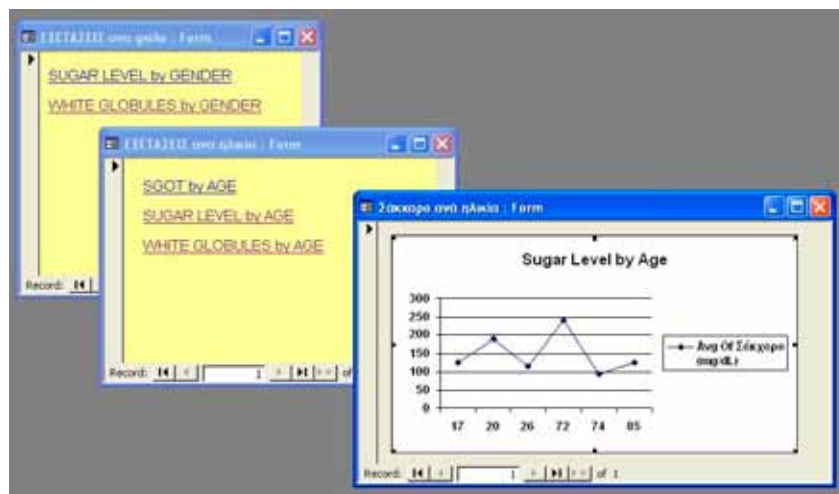 ΕΞΕΤΑΣΕΙΣ ανα φύλο : Form
SUGAR LEVEL by GENDER
WHITE GLOBULES by GENDER
Record:
ΕΞΕΤΑΣΕΙΣ ανα ηλικία : Form
SGOT by AGE
SUGAR LEVEL by AGE
WHITE GLOBULES by AGE
Record: 1 of
Σάκχαρο ανά ηλικία : Form
Sugar Level by Age
300
250
200
150
100
50
0
17 20 26 72 74 85
Avg Of Σάκχαρο
(mg/dL)
Record: 1 of 1